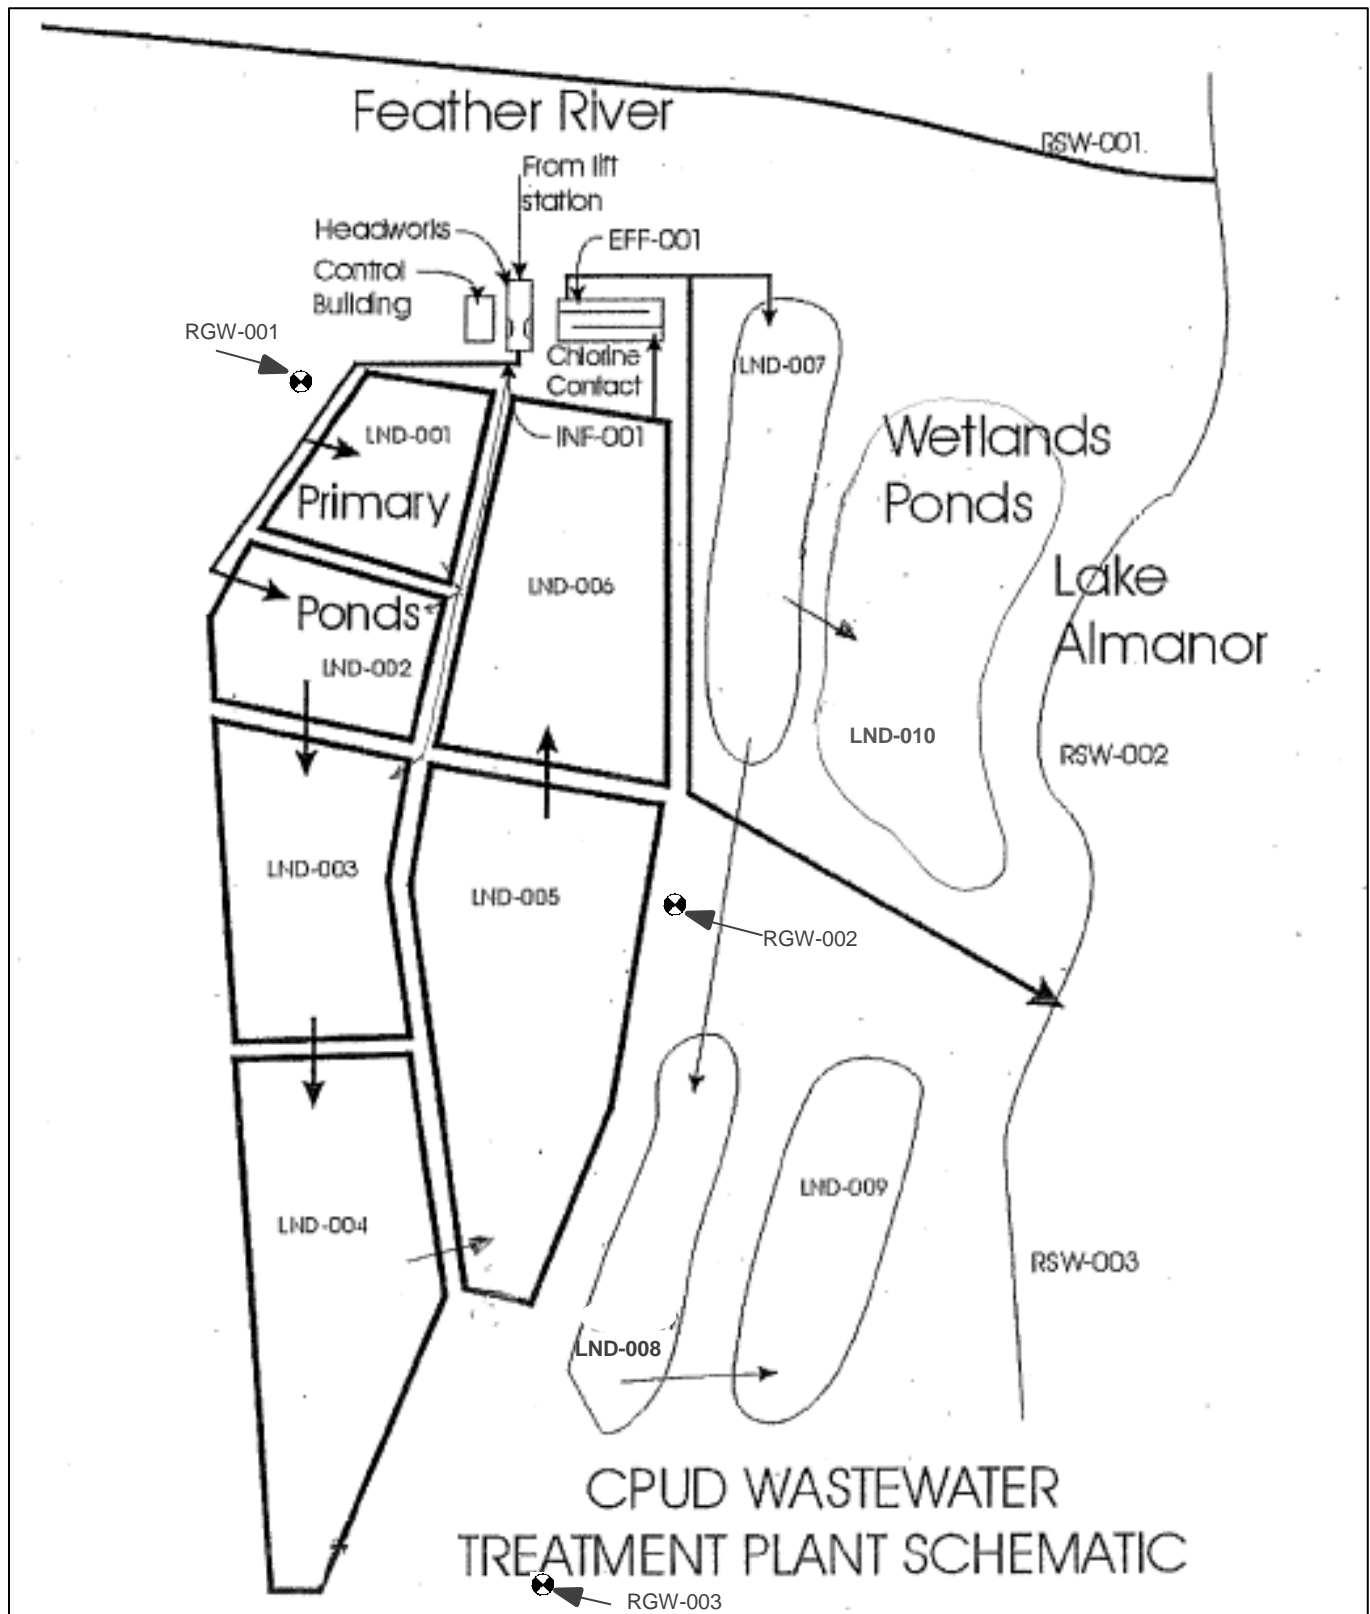 Feather River
RSW-001
From lift
station
Headworks
EFF-001
Control
Building
RGW-001
Chlorine
Contact
LND-007
LND-001
INF-001
Wetlands
Ponds
Primary
Lake
Almanor
LND-006
Ponds
LND-002
LND-010
RSW-002
LND-003
LND-005
RGW-002
LND-009
LND-004
RSW-003
LND-008
CPUD WASTEWATER
TREATMENT PLANT SCHEMATIC
RGW-003